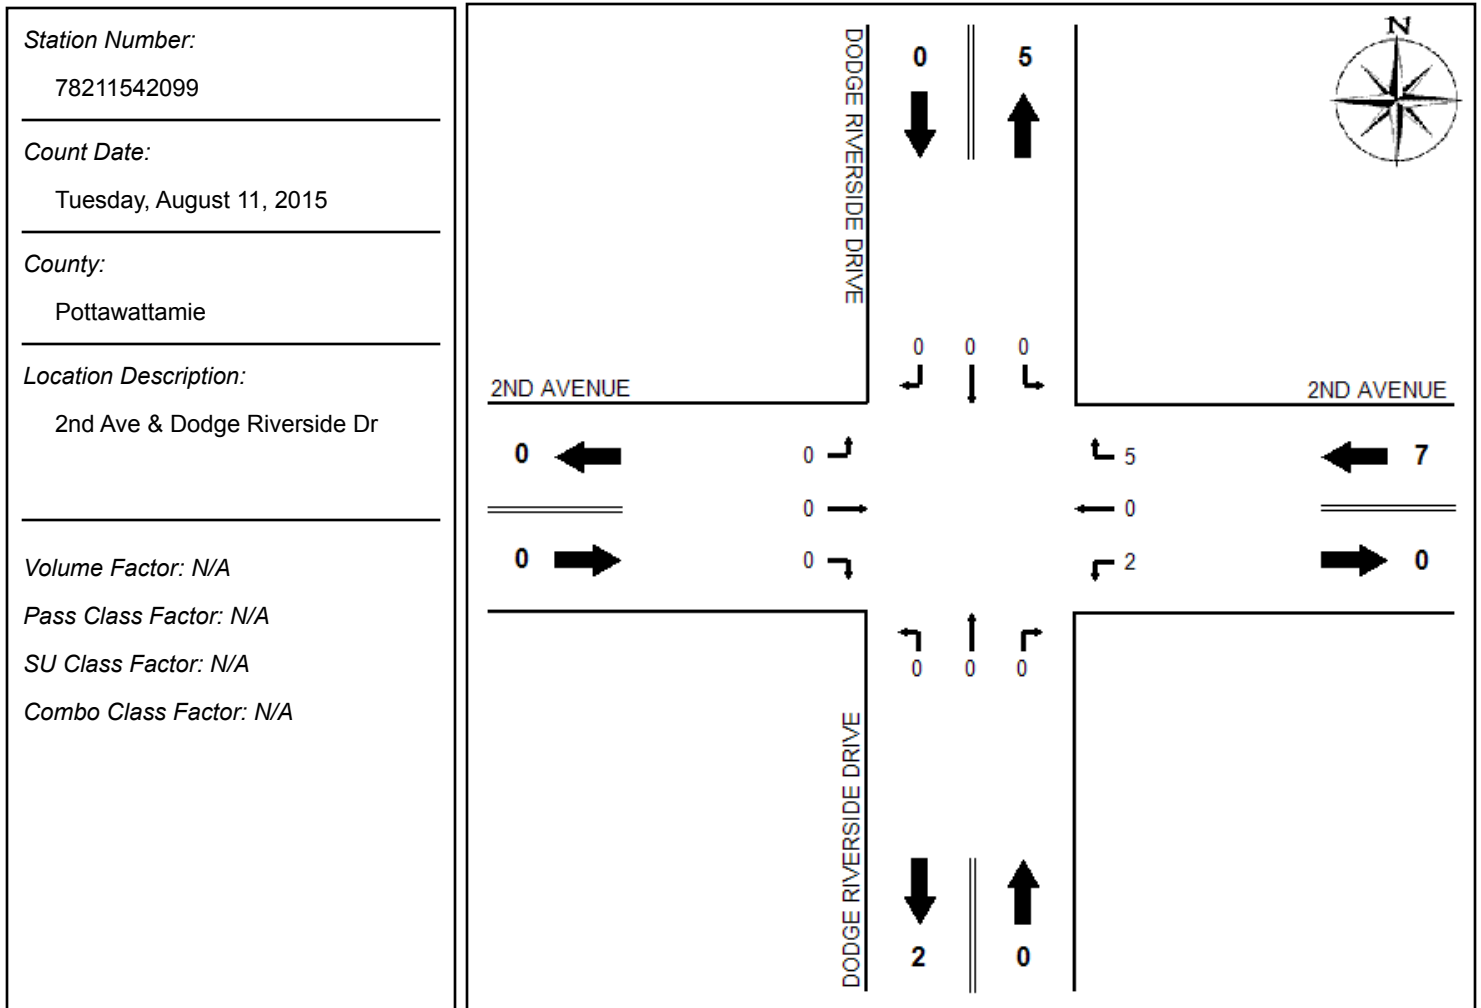 Station Number:
78211542099
Count Date:
Tuesday, August 11, 2015
County:
Pottawattamie
Location Description:
2nd Ave & Dodge Riverside Dr
Volume Factor: N/A
Pass Class Factor: N/A
SU Class Factor: N/A
Combo Class Factor: N/A
N
DODGE RIVERSIDE DRIVE
0 5
0 0 0
2ND AVENUE
2ND AVENUE
0 0 5 7
0 0
0 0 2 0
0 0 0
DODGE RIVERSIDE DRIVE
2 0